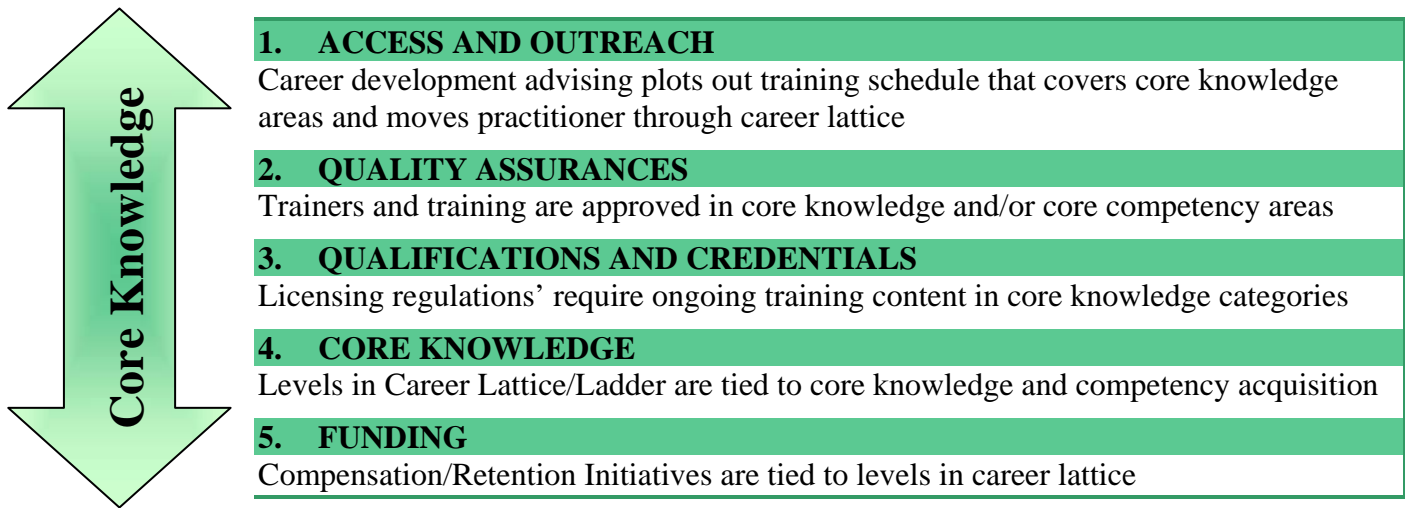 Core Knowledge
1. ACCESS AND OUTREACH
Career development advising plots out training schedule that covers core knowledge
areas and moves practitioner through career lattice
2. QUALITY ASSURANCES
Trainers and training are approved in core knowledge and/or core competency areas
3. QUALIFICATIONS AND CREDENTIALS
Licensing regulations’ require ongoing training content in core knowledge categories
4. CORE KNOWLEDGE
Levels in Career Lattice/Ladder are tied to core knowledge and competency acquisition
5. FUNDING
Compensation/Retention Initiatives are tied to levels in career lattice